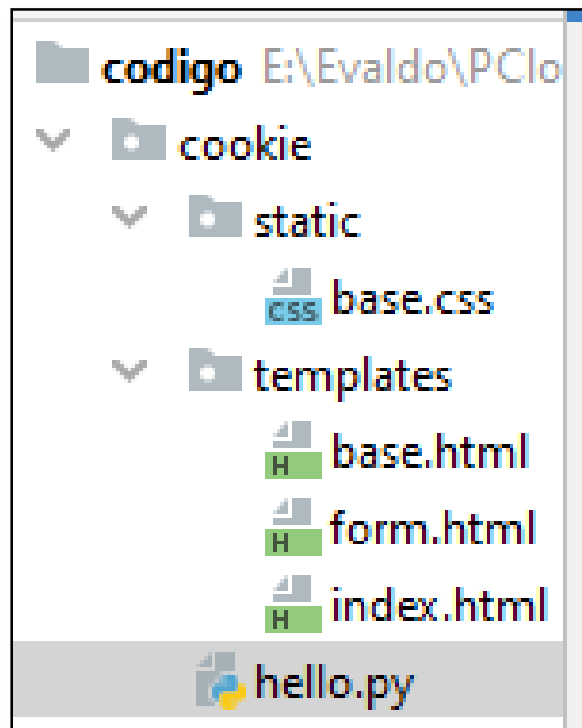 codigo E:\Evaldo\PClo
cookie
static
CSS base.css
templates
H base.html
H form.html
H index.html
hello.py